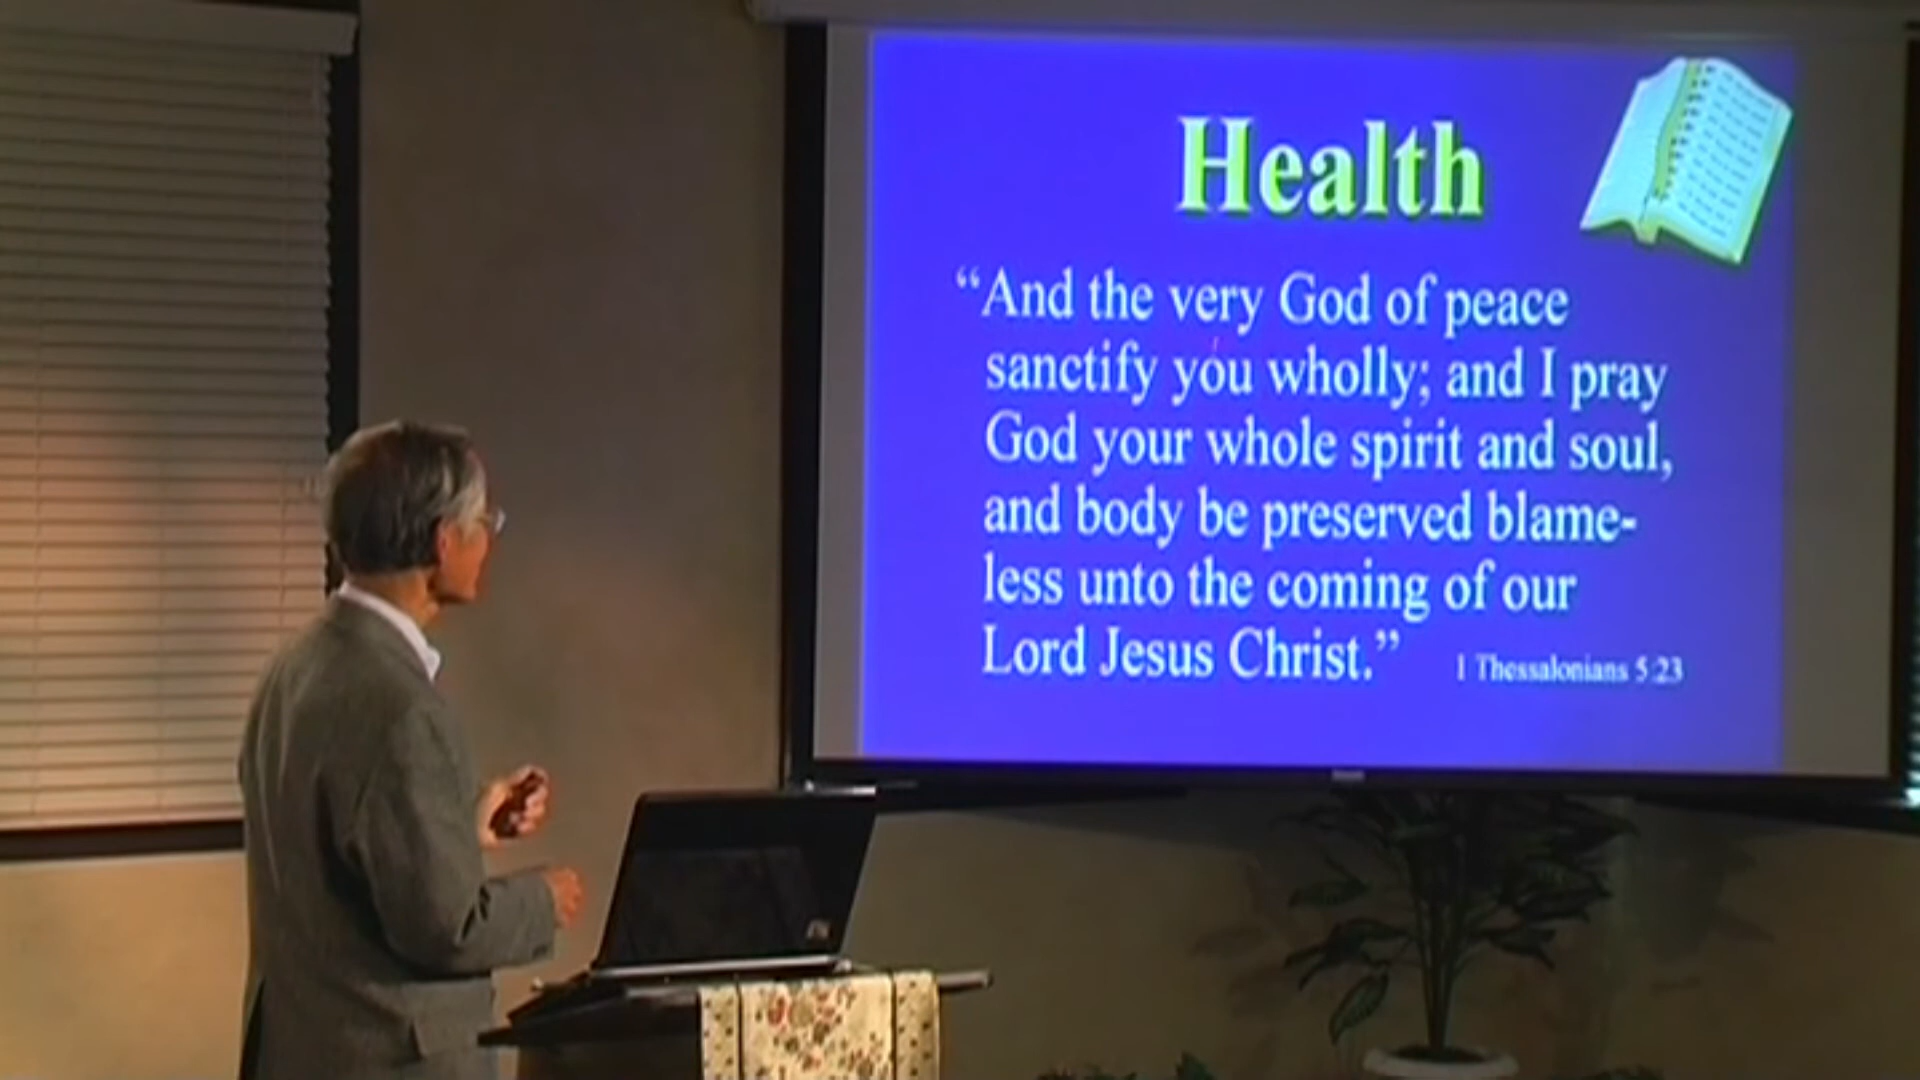 Health
“And the very God of peace
sanctify you wholly; and I pray
God your whole spirit and soul,
and body be preserved blame-
less unto the coming of our
Lord Jesus Christ.”
1 Thessalonians 5:23